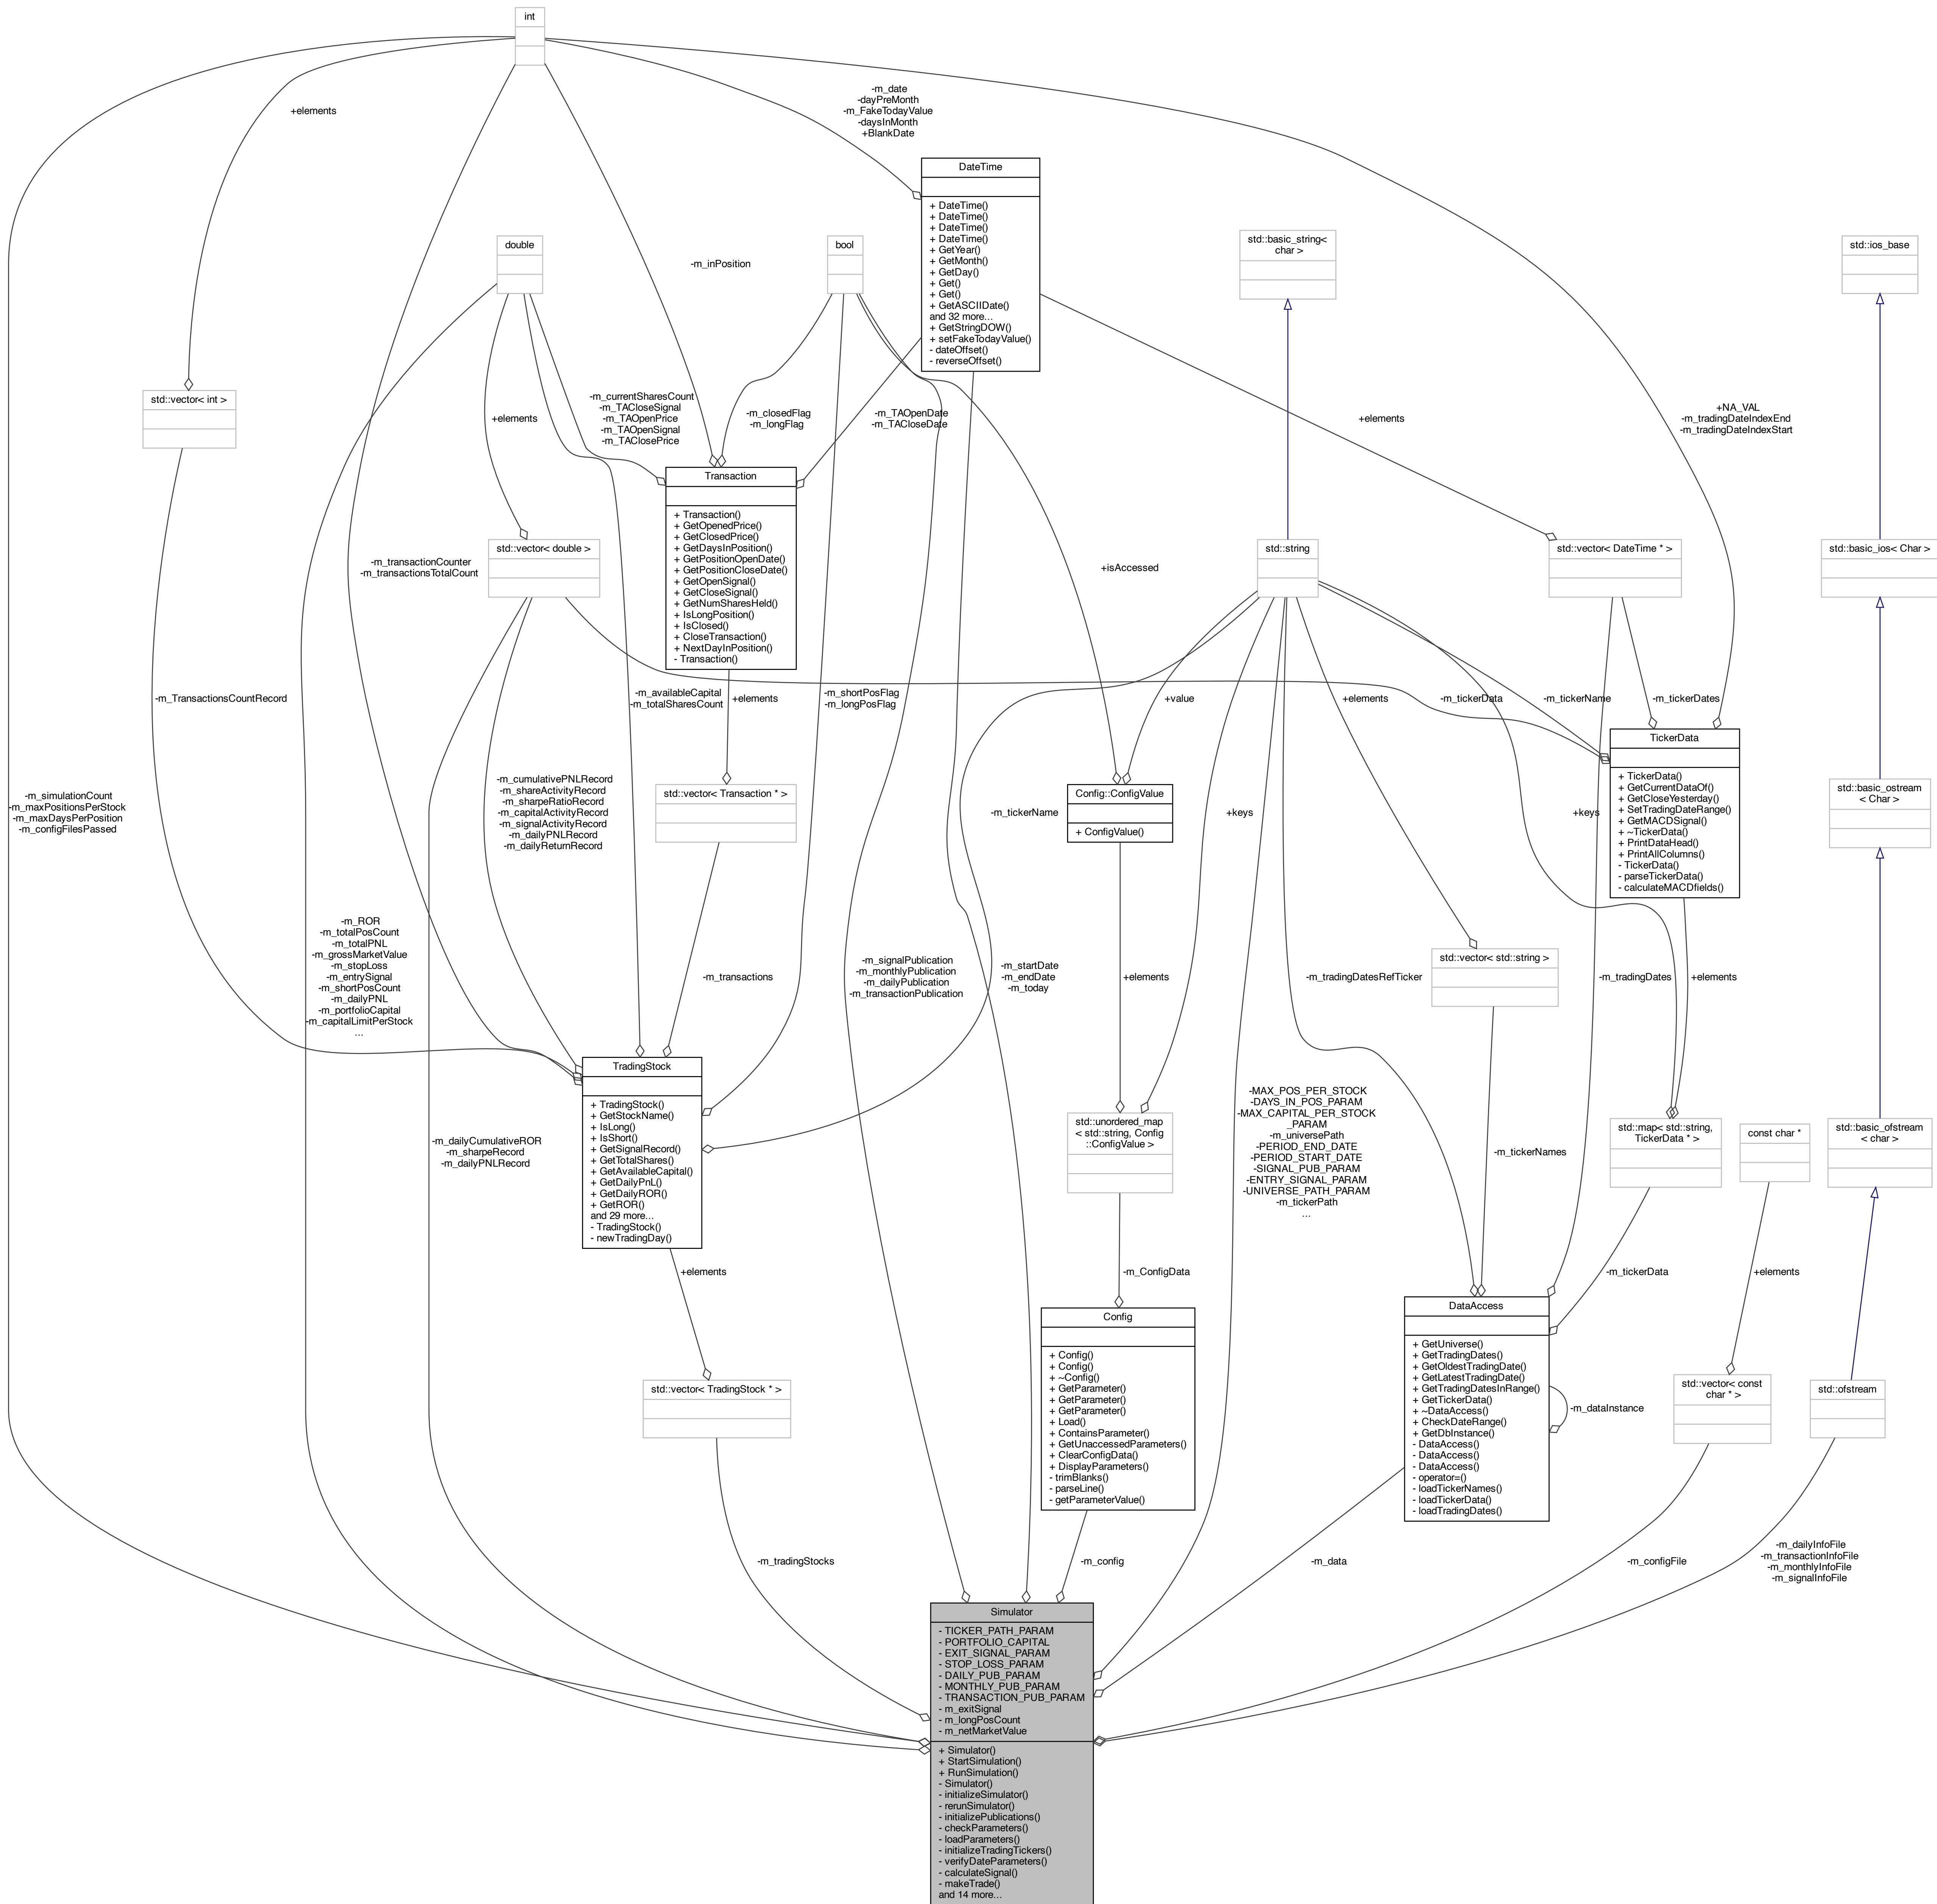 int
+elements
-m_date
-dayPreMonth
-m_FakeTodayValue
-daysInMonth
+BlankDate
DateTime
+ DateTime()
+ DateTime()
+ DateTime()
+ DateTime()
+ GetYear()
+ GetMonth()
+ GetDay()
+ Get()
+ Get()
+ GetASCIIDate()
and 32 more...
+ GetStringDOW()
+ setFakeTodayValue()
- dateOffset()
- reverseOffset()
double
-m_inPosition
bool
std::basic_string<
char >
std::ios_base
std::vector< int >
+elements
-m_currentSharesCount
-m_TACloseSignal
-m_TAOpenPrice
-m_TAOpenSignal
-m_TAClosePrice
-m_closedFlag
-m_longFlag
-m_TAOpenDate
-m_TACloseDate
+elements
+NA_VAL
-m_tradingDateIndexEnd
-m_tradingDateIndexStart
Transaction
+ Transaction()
+ GetOpenedPrice()
+ GetClosedPrice()
+ GetDaysInPosition()
+ GetPositionOpenDate()
+ GetPositionCloseDate()
+ GetOpenSignal()
+ GetCloseSignal()
+ GetNumSharesHeld()
+ IsLongPosition()
+ IsClosed()
+ CloseTransaction()
+ NextDayInPosition()
- Transaction()
-m_transactionCounter
-m_transactionsTotalCount
std::vector< double >
+isAccessed
std::string
std::vector< DateTime * >
std::basic_ios< Char >
-m_TransactionsCountRecord
-m_availableCapital
-m_totalSharesCount
+elements
-m_shortPosFlag
-m_longPosFlag
+value
+elements
-m_tickerData
-m_tickerName
-m_tickerDates
TickerData
+ TickerData()
+ GetCurrentDataOf()
+ GetCloseYesterday()
+ SetTradingDateRange()
+ GetMACDSignal()
+ ~TickerData()
+ PrintDataHead()
+ PrintAllColumns()
- TickerData()
- parseTickerData()
- calculateMACDfields()
-m_simulationCount
-m_maxPositionsPerStock
-m_maxDaysPerPosition
-m_configFilesPassed
-m_cumulativePNLRecord
-m_shareActivityRecord
-m_sharpeRatioRecord
-m_capitalActivityRecord
-m_signalActivityRecord
-m_dailyPNLRecord
-m_dailyReturnRecord
std::vector< Transaction * >
-m_tickerName
Config::ConfigValue
+ ConfigValue()
+keys
+keys
std::basic_ostream
< Char >
-m_ROR
-m_totalPosCount
-m_totalPNL
-m_grossMarketValue
-m_stopLoss
-m_entrySignal
-m_shortPosCount
-m_dailyPNL
-m_portfolioCapital
-m_capitalLimitPerStock
...
-m_transactions
-m_signalPublication
-m_monthlyPublication
-m_dailyPublication
-m_transactionPublication
-m_startDate
-m_endDate
-m_today
+elements
-m_tradingDatesRefTicker
std::vector< std::string >
-m_tradingDates
+elements
TradingStock
+ TradingStock()
+ GetStockName()
+ IsLong()
+ IsShort()
+ GetSignalRecord()
+ GetTotalShares()
+ GetAvailableCapital()
+ GetDailyPnL()
+ GetDailyROR()
+ GetROR()
and 29 more...
- TradingStock()
- newTradingDay()
-m_dailyCumulativeROR
-m_sharpeRecord
-m_dailyPNLRecord
std::unordered_map
< std::string, Config
::ConfigValue >
-MAX_POS_PER_STOCK
-DAYS_IN_POS_PARAM
-MAX_CAPITAL_PER_STOCK
_PARAM
-m_universePath
-PERIOD_END_DATE
-PERIOD_START_DATE
-SIGNAL_PUB_PARAM
-ENTRY_SIGNAL_PARAM
-UNIVERSE_PATH_PARAM
-m_tickerPath
...
-m_tickerNames
std::map< std::string,
TickerData * >
const char *
std::basic_ofstream
< char >
+elements
-m_ConfigData
-m_tickerData
+elements
Config
+ Config()
+ Config()
+ ~Config()
+ GetParameter()
+ GetParameter()
+ GetParameter()
+ Load()
+ ContainsParameter()
+ GetUnaccessedParameters()
+ ClearConfigData()
+ DisplayParameters()
- trimBlanks()
- parseLine()
- getParameterValue()
DataAccess
+ GetUniverse()
+ GetTradingDates()
+ GetOldestTradingDate()
+ GetLatestTradingDate()
+ GetTradingDatesInRange()
+ GetTickerData()
+ ~DataAccess()
+ CheckDateRange()
+ GetDbInstance()
- DataAccess()
- DataAccess()
- DataAccess()
- operator=()
- loadTickerNames()
- loadTickerData()
- loadTradingDates()
-m_dataInstance
std::vector< TradingStock * >
std::vector< const
char * >
std::ofstream
-m_tradingStocks
-m_config
-m_data
-m_configFile
-m_dailyInfoFile
-m_transactionInfoFile
-m_monthlyInfoFile
-m_signalInfoFile
Simulator
- TICKER_PATH_PARAM
- PORTFOLIO_CAPITAL
- EXIT_SIGNAL_PARAM
- STOP_LOSS_PARAM
- DAILY_PUB_PARAM
- MONTHLY_PUB_PARAM
- TRANSACTION_PUB_PARAM
- m_exitSignal
- m_longPosCount
- m_netMarketValue
+ Simulator()
+ StartSimulation()
+ RunSimulation()
- Simulator()
- initializeSimulator()
- rerunSimulator()
- initializePublications()
- checkParameters()
- loadParameters()
- initializeTradingTickers()
- verifyDateParameters()
- calculateSignal()
- makeTrade()
and 14 more...